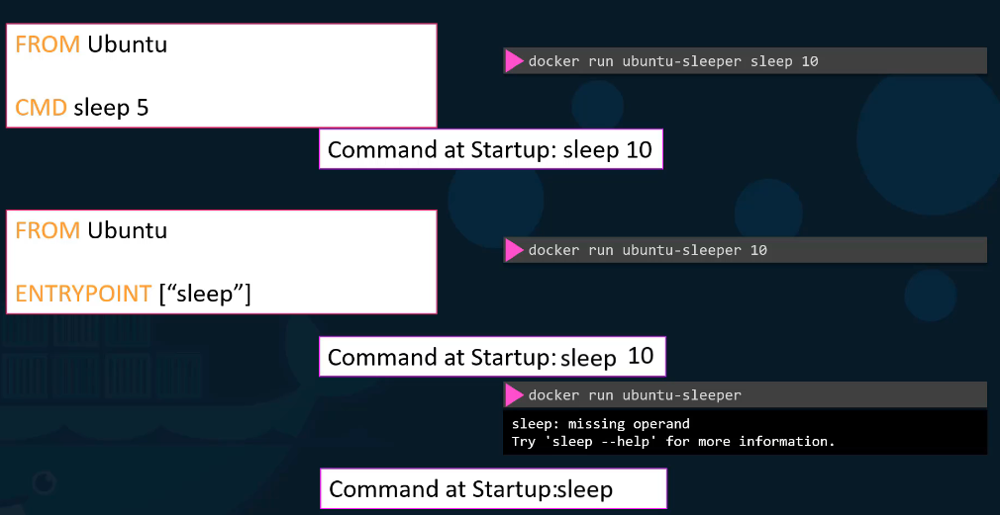 FROM Ubuntu
CMD sleep 5
docker run ubuntu-sleeper sleep 10
Command at Startup: sleep 10
FROM Ubuntu
ENTRYPOINT [“sleep”]
docker run ubuntu-sleeper 10
Command at Startup: sleep 10
docker run ubuntu-sleeper
sleep: missing operand
Try 'sleep --help' for more information.
Command at Startup:sleep